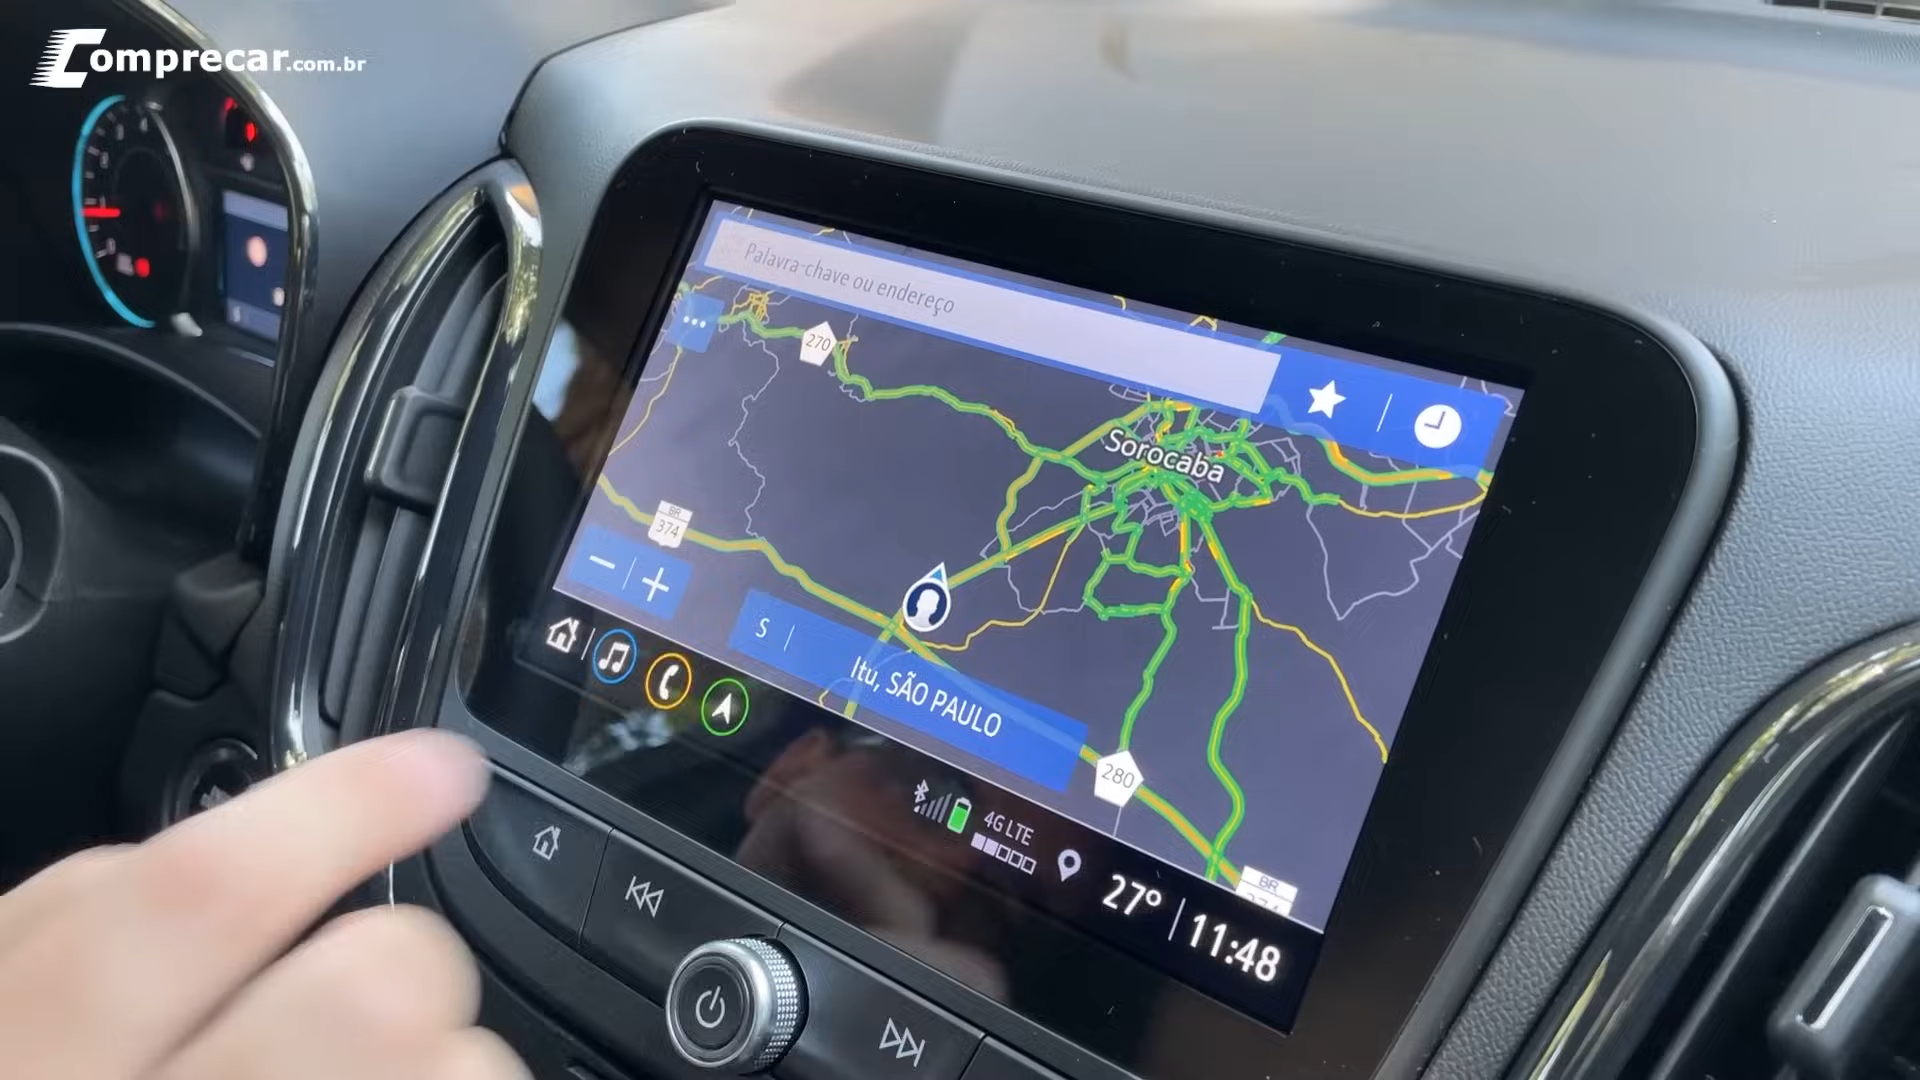 Comprecar.com.br
Palavra-chave ou endereço
270
Sorocaba
BR
374
S
Itu, SÃO PAULO
280
BR
4G LTE
27° 11:48